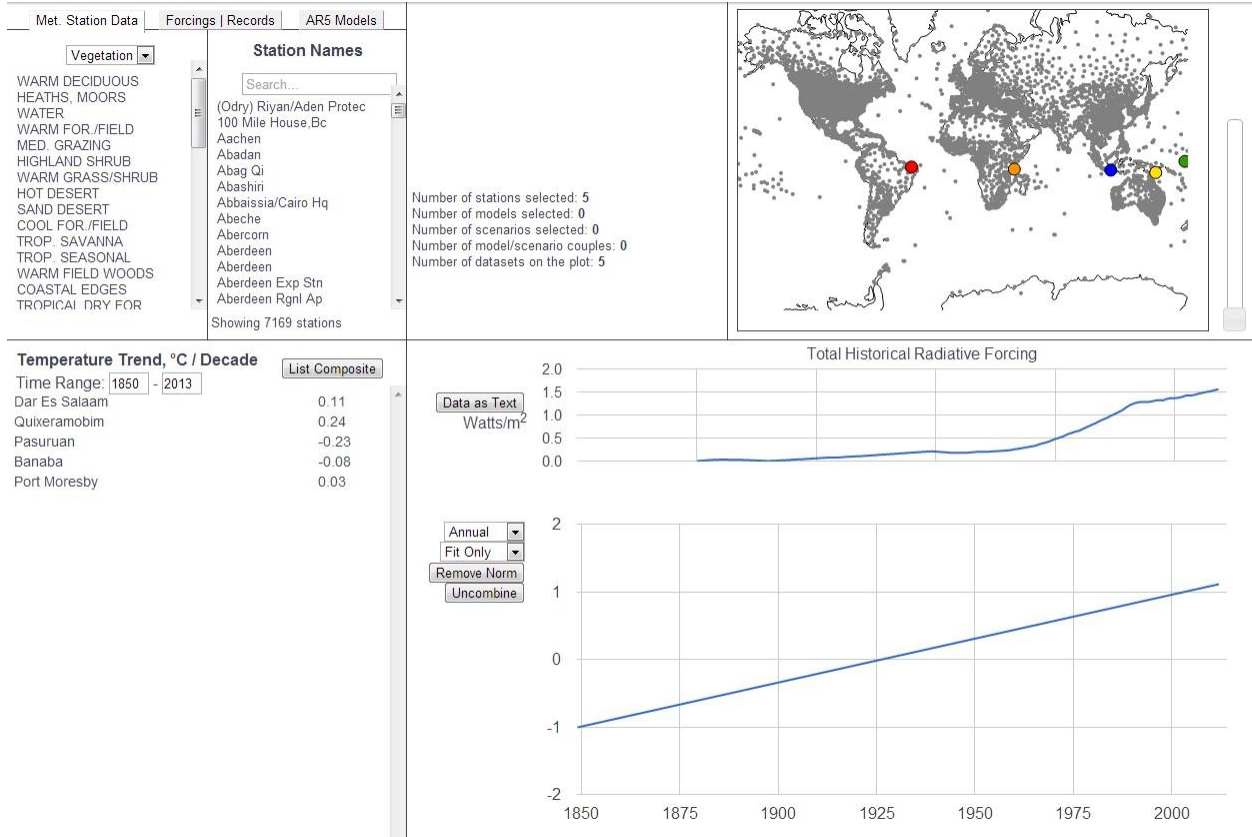 Met. Station Data
Forcings | Records
AR5 Models
Vegetation
WARM DECIDUOUS
HEATHS, MOORS
WATER
WARM FOR./FIELD
MED. GRAZING
HIGHLAND SHRUB
WARM GRASS/SHRUB
HOT DESERT
SAND DESERT
COOL FOR./FIELD
TROP. SAVANNA
TROP. SEASONAL
WARM FIELD WOODS
COASTAL EDGES
TROPICAL DRY FOR
Station Names
Search...
(Odry) Riyan/Aden Protec
100 Mile House,Bc
Aachen
Abadan
Abag Qi
Abashiri
Abbaissia/Cairo Hq
Abeche
Abercorn
Aberdeen
Aberdeen
Aberdeen Exp Stn
Aberdeen Rgnl Ap
Showing 7169 stations
Number of stations selected: 5
Number of models selected: 0
Number of scenarios selected: 0
Number of model/scenario couples: 0
Number of datasets on the plot: 5
Temperature Trend, °C / Decade
List Composite
Time Range: 1850 - 2013
Dar Es Salaam 0.11
Quixeramobim 0.24
Pasuruan -0.23
Banaba -0.08
Port Moresby 0.03
Total Historical Radiative Forcing
Data as Text
Watts/m²
2.0
1.5
1.0
0.5
0.0
Annual
Fit Only
Remove Norm
Uncombine
2
1
0
-1
-2
1850 1875 1900 1925 1950 1975 2000